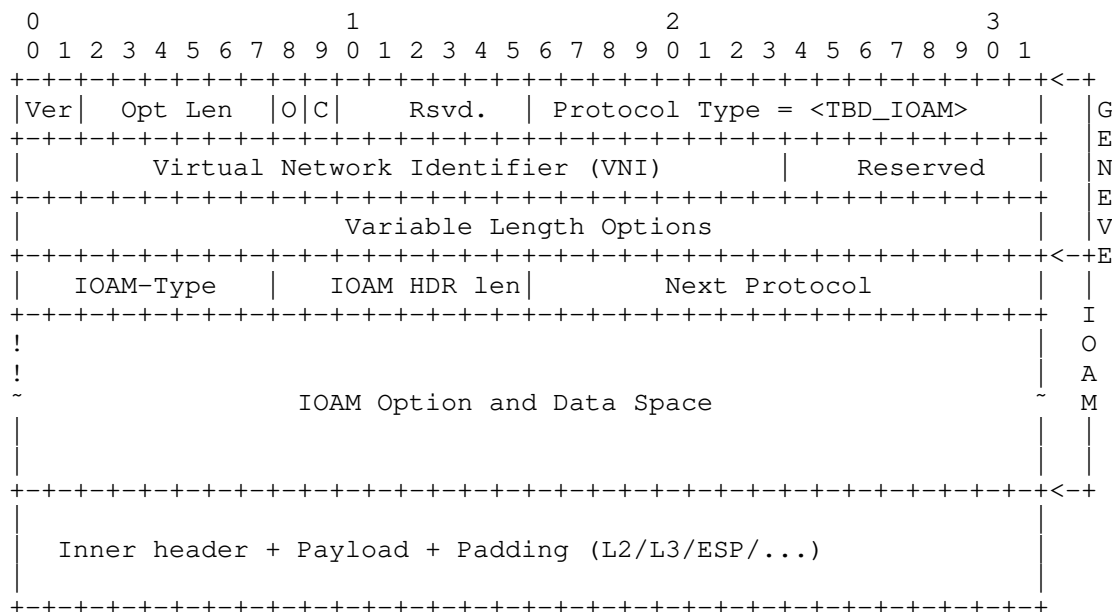 0                   1                   2                   3
 0 1 2 3 4 5 6 7 8 9 0 1 2 3 4 5 6 7 8 9 0 1 2 3 4 5 6 7 8 9 0 1
+-+-+-+-+-+-+-+-+-+-+-+-+-+-+-+-+-+-+-+-+-+-+-+-+-+-+-+-+-+-+-+-+<-+
|Ver|  Opt Len  |O|C|    Rsvd.  | Protocol Type = <TBD_IOAM>    |  |G
+-+-+-+-+-+-+-+-+-+-+-+-+-+-+-+-+-+-+-+-+-+-+-+-+-+-+-+-+-+-+-+-+  |E
|        Virtual Network Identifier (VNI)       |    Reserved   |  |N
+-+-+-+-+-+-+-+-+-+-+-+-+-+-+-+-+-+-+-+-+-+-+-+-+-+-+-+-+-+-+-+-+  |E
|                    Variable Length Options                    |  |V
+-+-+-+-+-+-+-+-+-+-+-+-+-+-+-+-+-+-+-+-+-+-+-+-+-+-+-+-+-+-+-+-+<-+E
|   IOAM-Type   |   IOAM HDR len|        Next Protocol          |  |
+-+-+-+-+-+-+-+-+-+-+-+-+-+-+-+-+-+-+-+-+-+-+-+-+-+-+-+-+-+-+-+-+  I
!                                                               |  O
!                                                               |  A
~                 IOAM Option and Data Space                    ~  M
|                                                               |  |
|                                                               |  |
+-+-+-+-+-+-+-+-+-+-+-+-+-+-+-+-+-+-+-+-+-+-+-+-+-+-+-+-+-+-+-+-+<-+
|                                                               |
|  Inner header + Payload + Padding (L2/L3/ESP/...)             |
|                                                               |
+-+-+-+-+-+-+-+-+-+-+-+-+-+-+-+-+-+-+-+-+-+-+-+-+-+-+-+-+-+-+-+-+